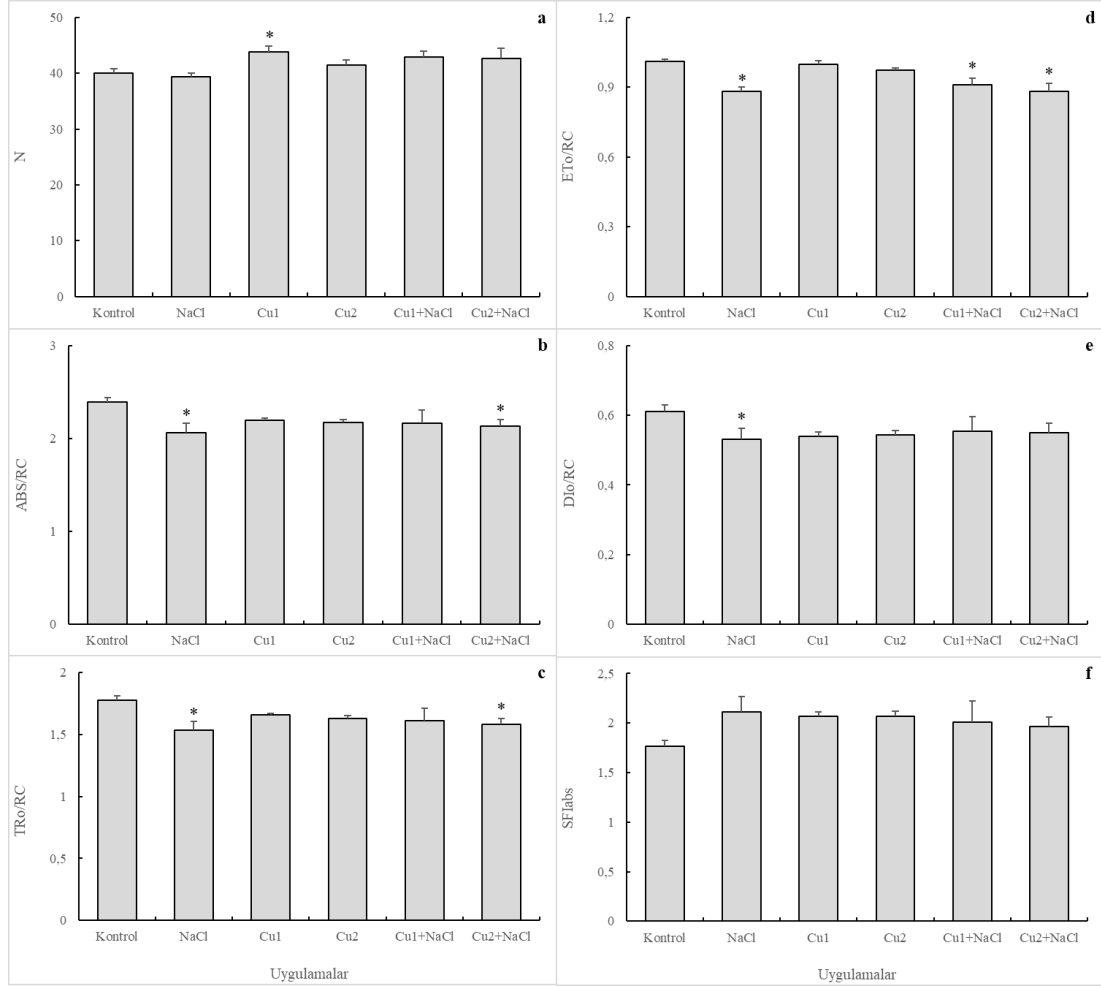 a
50
40
30
20
10
0
N
*
Kontrol NaCl Cu1 Cu2 Cu1+NaCl Cu2+NaCl
d
1,2
0,9
0,6
0,3
0
ETo/RC
* * *
Kontrol NaCl Cu1 Cu2 Cu1+NaCl Cu2+NaCl
b
3
2
1
0
ABS/RC
* *
Kontrol NaCl Cu1 Cu2 Cu1+NaCl Cu2+NaCl
e
0,8
0,6
0,4
0,2
0
DIo/RC
*
Kontrol NaCl Cu1 Cu2 Cu1+NaCl Cu2+NaCl
c
2
1,5
1
0,5
0
TRo/RC
* *
Kontrol NaCl Cu1 Cu2 Cu1+NaCl Cu2+NaCl
Uygulamalar
f
2,5
2
1,5
1
0,5
0
SFIabs
Kontrol NaCl Cu1 Cu2 Cu1+NaCl Cu2+NaCl
Uygulamalar